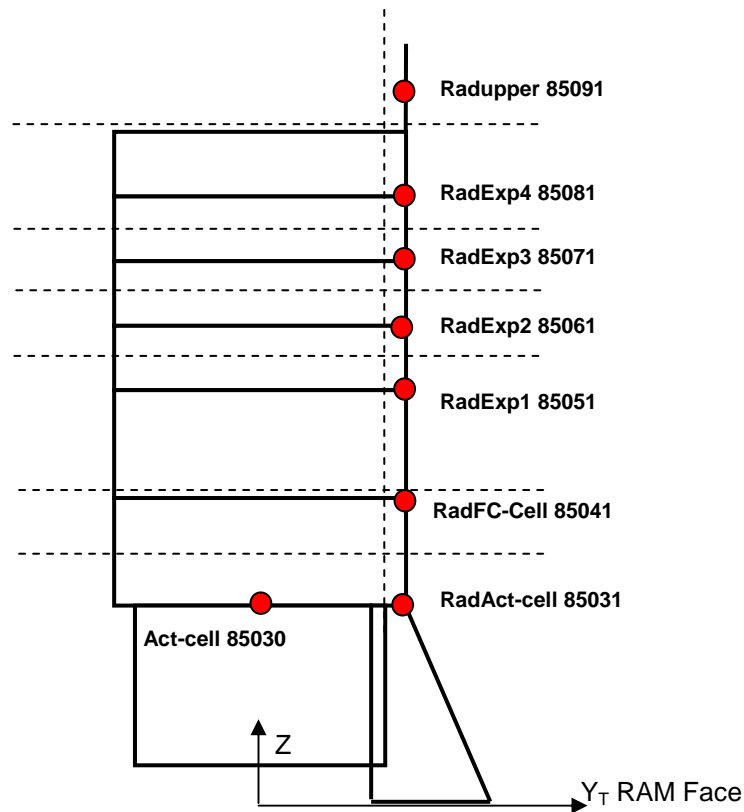 Radupper 85091
RadExp4 85081
RadExp3 85071
RadExp2 85061
RadExp1 85051
RadFC-Cell 85041
RadAct-cell 85031
Act-cell 85030
Z
Y_T RAM Face